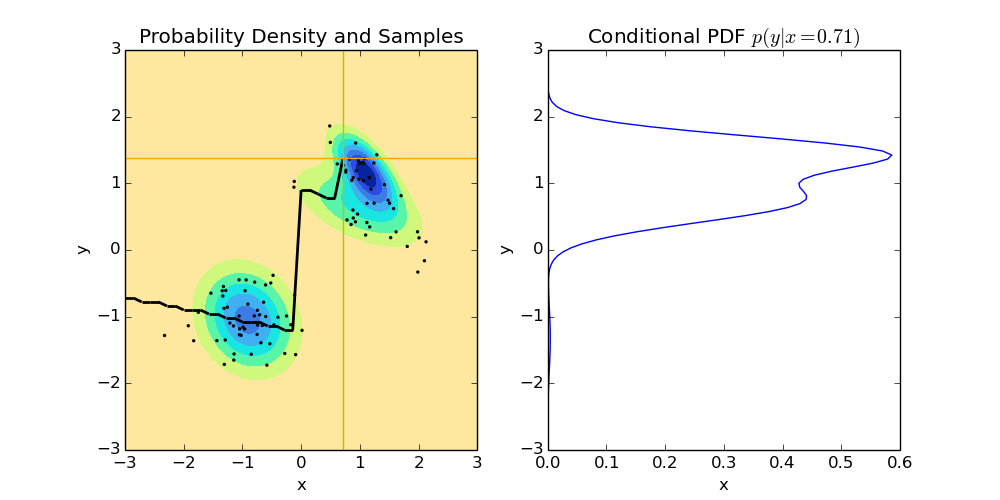 Probability Density and Samples
3
2
1
0
−1
−2
−3
y
−3 −2 −1 0 1 2 3
x
Conditional PDF p(y|x=0.71)
3
2
1
0
−1
−2
−3
y
0.0 0.1 0.2 0.3 0.4 0.5 0.6
x